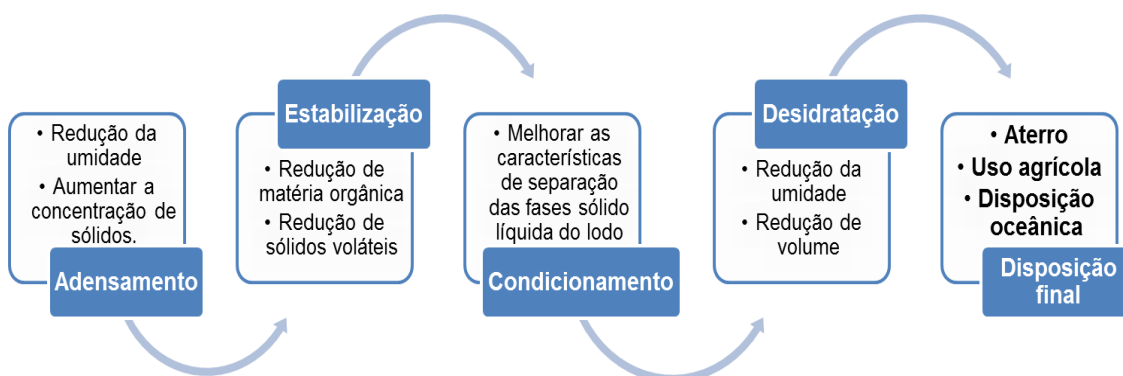 • Redução da
umidade
• Aumentar a
concentração de
sólidos.
Adensamento
Estabilização
• Redução de
matéria orgânica
• Redução de
sólidos voláteis
• Melhorar as
características
de separação
das fases sólido
líquida do lodo
Condicionamento
Desidratação
• Redução da
umidade
• Redução de
volume
• Aterro
• Uso agrícola
• Disposição
oceânica
Disposição
final